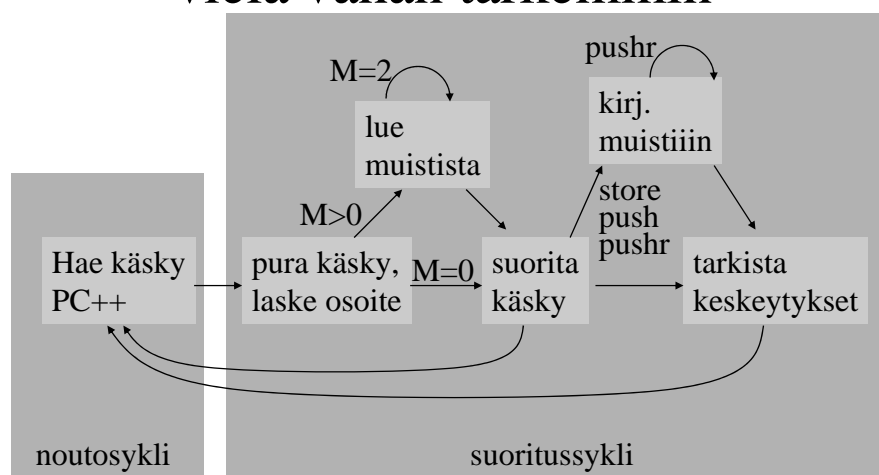 pushr
M=2
kirj.
muistiiin
lue
muistista
store
push
pushr
M>0
Hae käsky
PC++
pura käsky,
laske osoite
M=0
suorita
käsky
tarkista
keskeytykset
noutosykli
suoritussykli